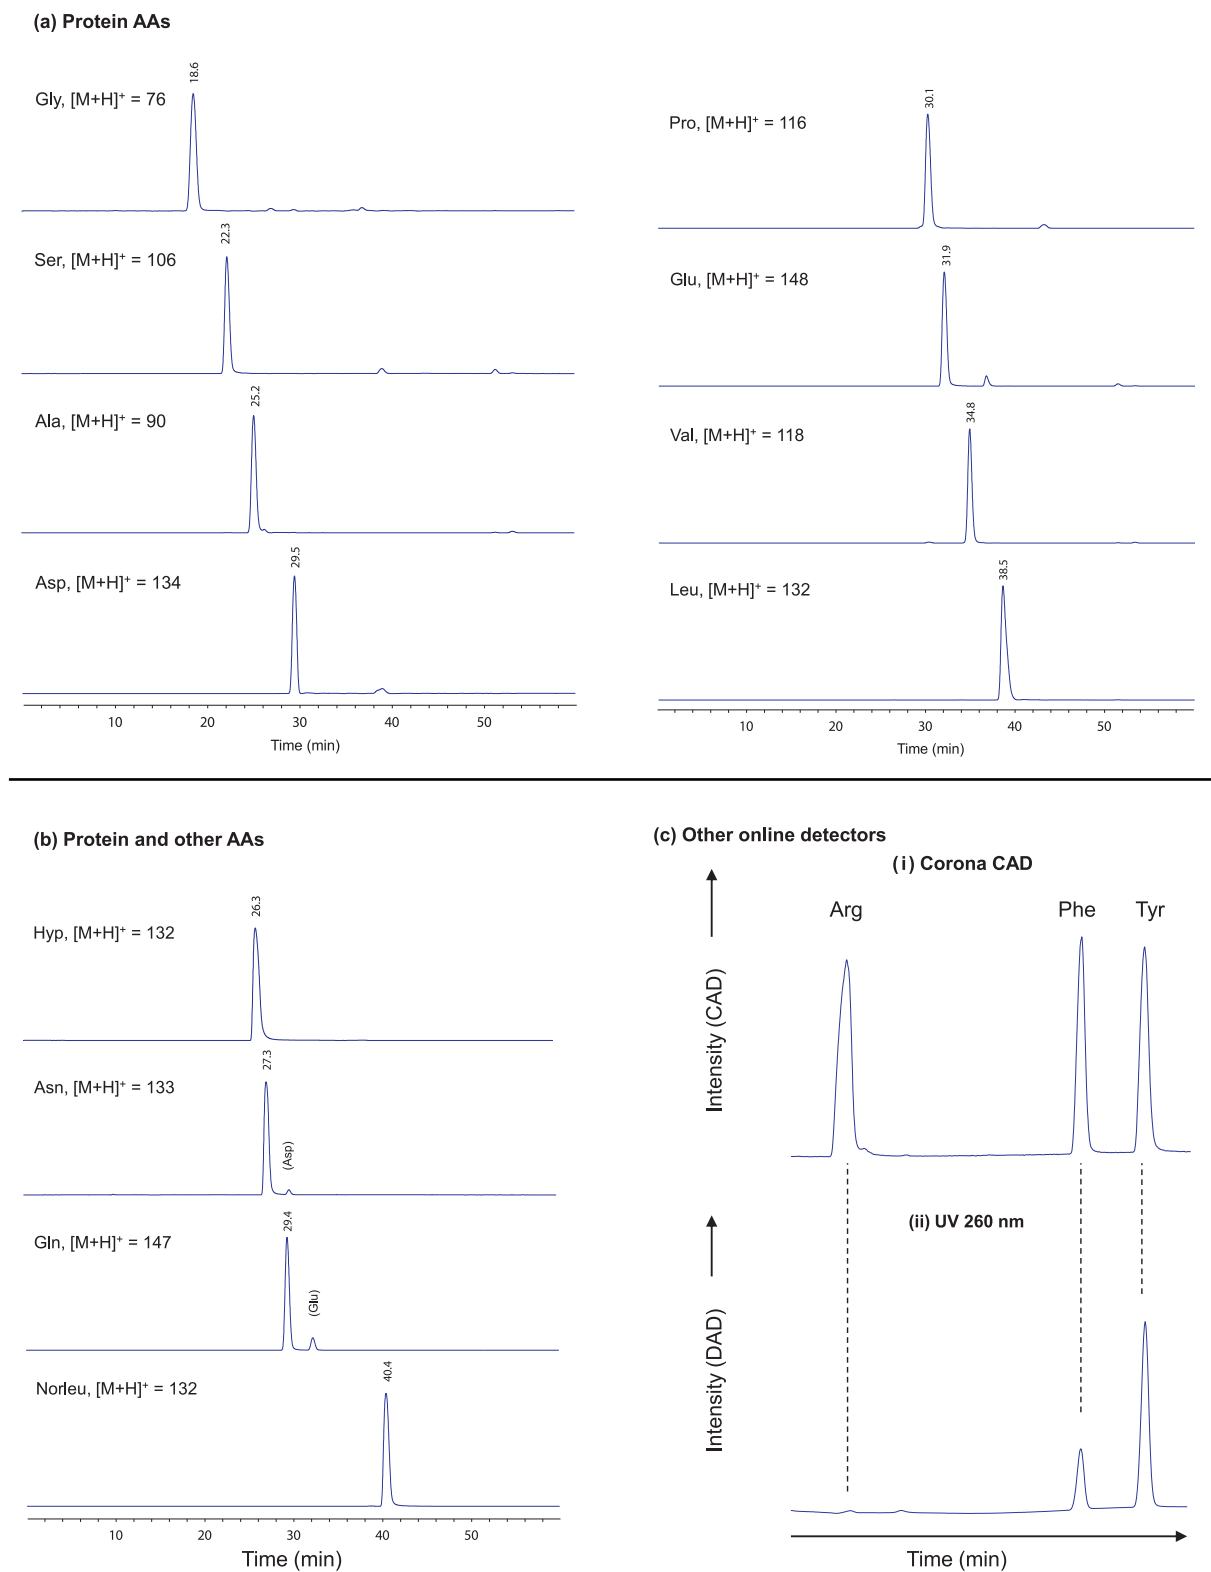 (a) Protein AAs
18.6
Gly, [M+H]⁺ = 76
22.3
Ser, [M+H]⁺ = 106
25.2
Ala, [M+H]⁺ = 90
29.5
Asp, [M+H]⁺ = 134
10 20 30 40 50
Time (min)
30.1
Pro, [M+H]⁺ = 116
31.9
Glu, [M+H]⁺ = 148
34.8
Val, [M+H]⁺ = 118
38.5
Leu, [M+H]⁺ = 132
10 20 30 40 50
Time (min)
(b) Protein and other AAs
26.3
Hyp, [M+H]⁺ = 132
27.3
Asn, [M+H]⁺ = 133
(Asp)
29.4
Gln, [M+H]⁺ = 147
(Glu)
40.4
Norleu, [M+H]⁺ = 132
10 20 30 40 50
Time (min)
(c) Other online detectors
(i) Corona CAD
Arg Phe Tyr
Intensity (CAD)
(ii) UV 260 nm
Intensity (DAD)
Time (min)